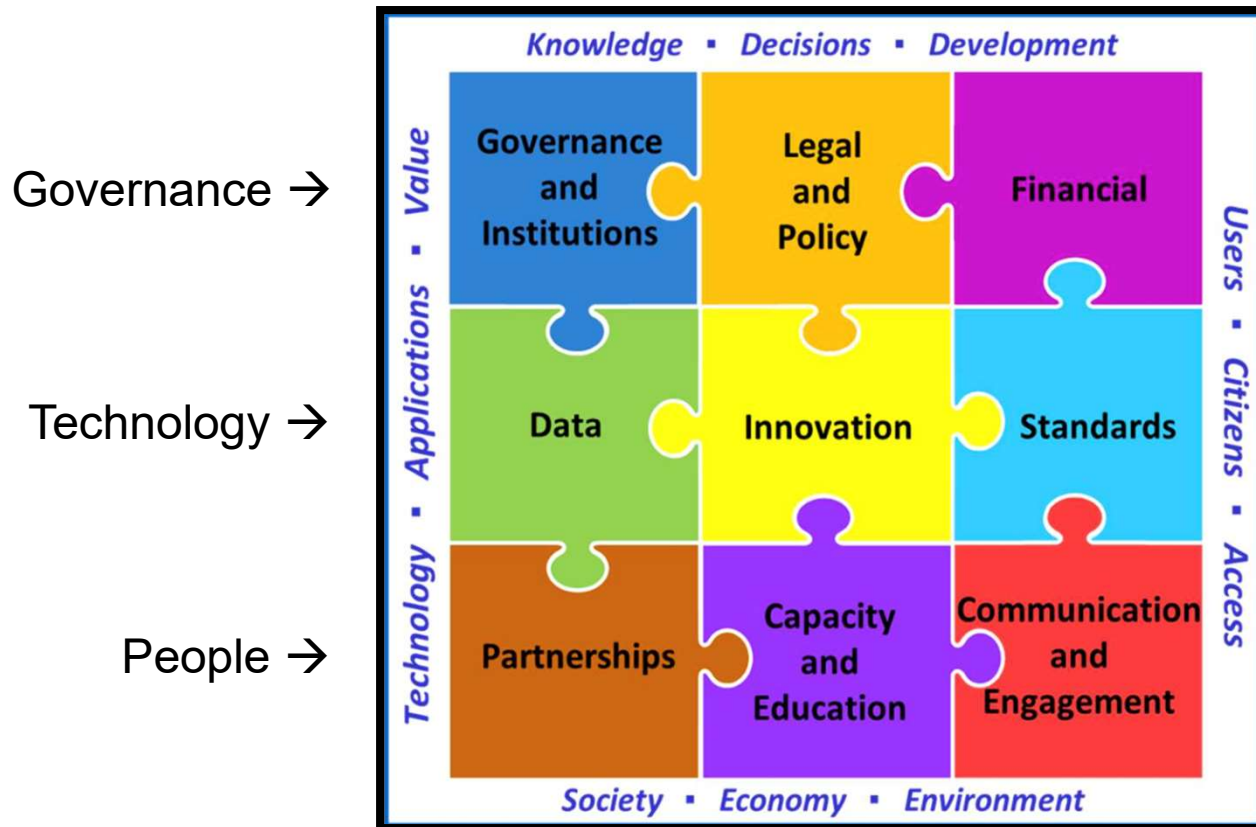 Knowledge ▪ Decisions ▪ Development
Governance →
Technology →
People →
Technology ▪ Applications ▪ Value
Governance
and
Institutions
Legal
and
Policy
Financial
Data
Innovation
Standards
Partnerships
Capacity
and
Education
Communication
and
Engagement
Users ▪ Citizens ▪ Access
Society ▪ Economy ▪ Environment